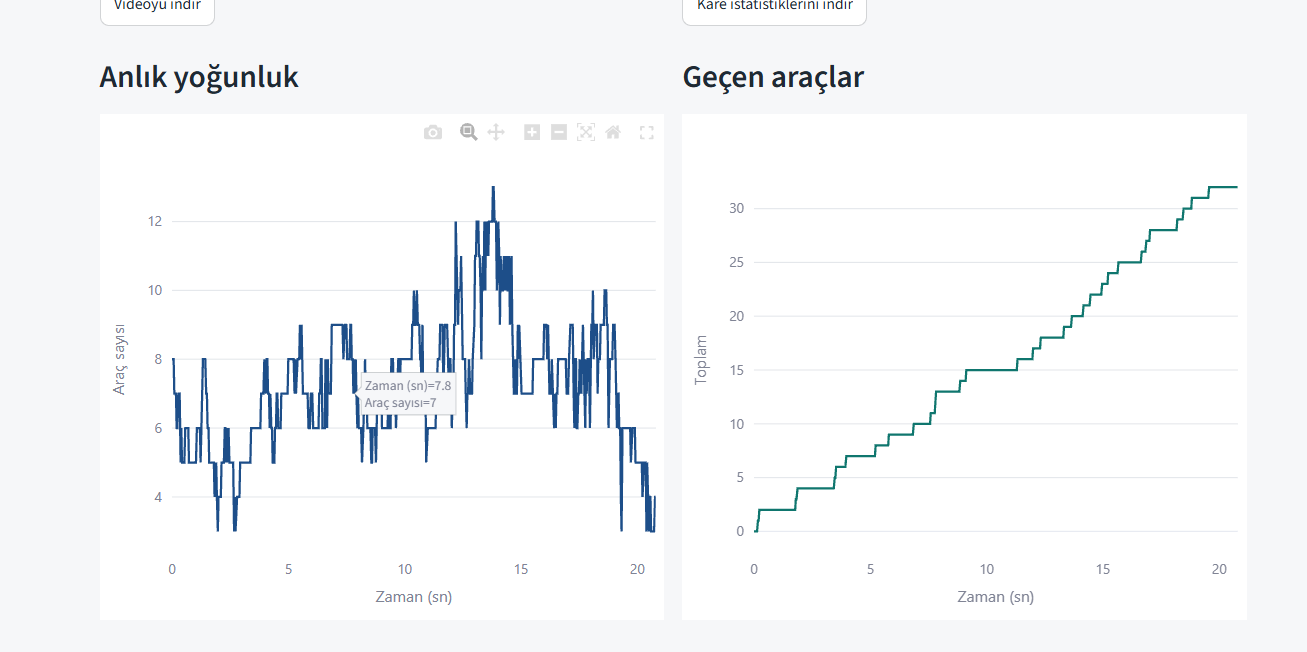 Videoyu indir
Kare istatistiklerini indir
Anlık yoğunluk
Geçen araçlar
12
10
8
6
4
Araç sayısı
Zaman (sn)=7.8
Araç sayısı=7
0
5
10
15
20
Zaman (sn)
30
25
20
15
10
5
0
Toplam
0
5
10
15
20
Zaman (sn)